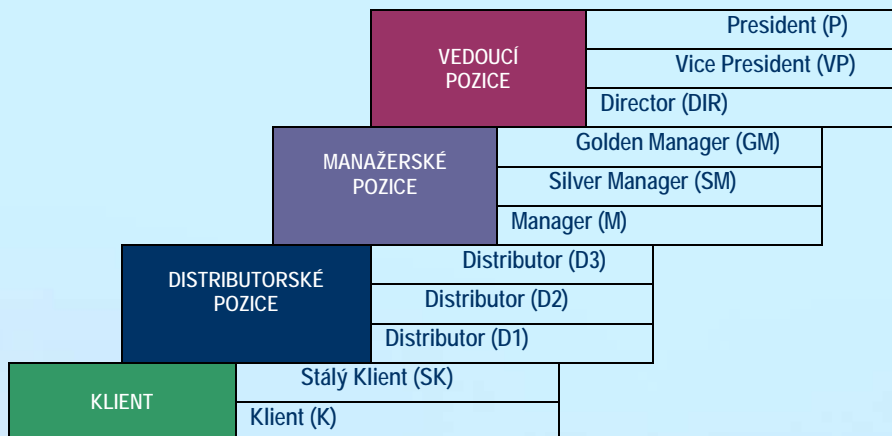 VEDOUCÍ
POZICE
President (P)
Vice President (VP)
Director (DIR)
MANAŽERSKÉ
POZICE
Golden Manager (GM)
Silver Manager (SM)
Manager (M)
DISTRIBUTORSKÉ
POZICE
Distributor (D3)
Distributor (D2)
Distributor (D1)
KLIENT
Stálý Klient (SK)
Klient (K)